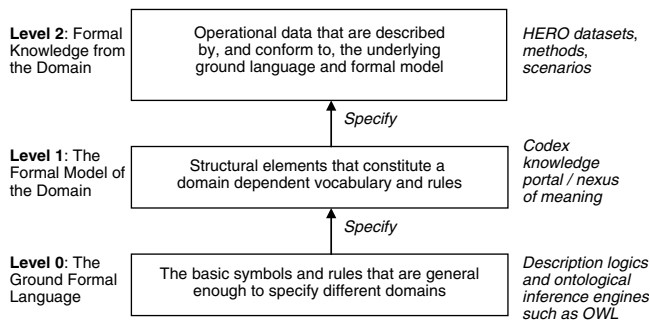 Level 2: Formal
Knowledge from
the Domain
Operational data that are described
by, and conform to, the underlying
ground language and formal model
HERO datasets,
methods,
scenarios
Specify
Level 1: The
Formal Model of
the Domain
Structural elements that constitute a
domain dependent vocabulary and rules
Codex
knowledge
portal / nexus
of meaning
Specify
Level 0: The
Ground Formal
Language
The basic symbols and rules that are general
enough to specify different domains
Description logics
and ontological
inference engines
such as OWL